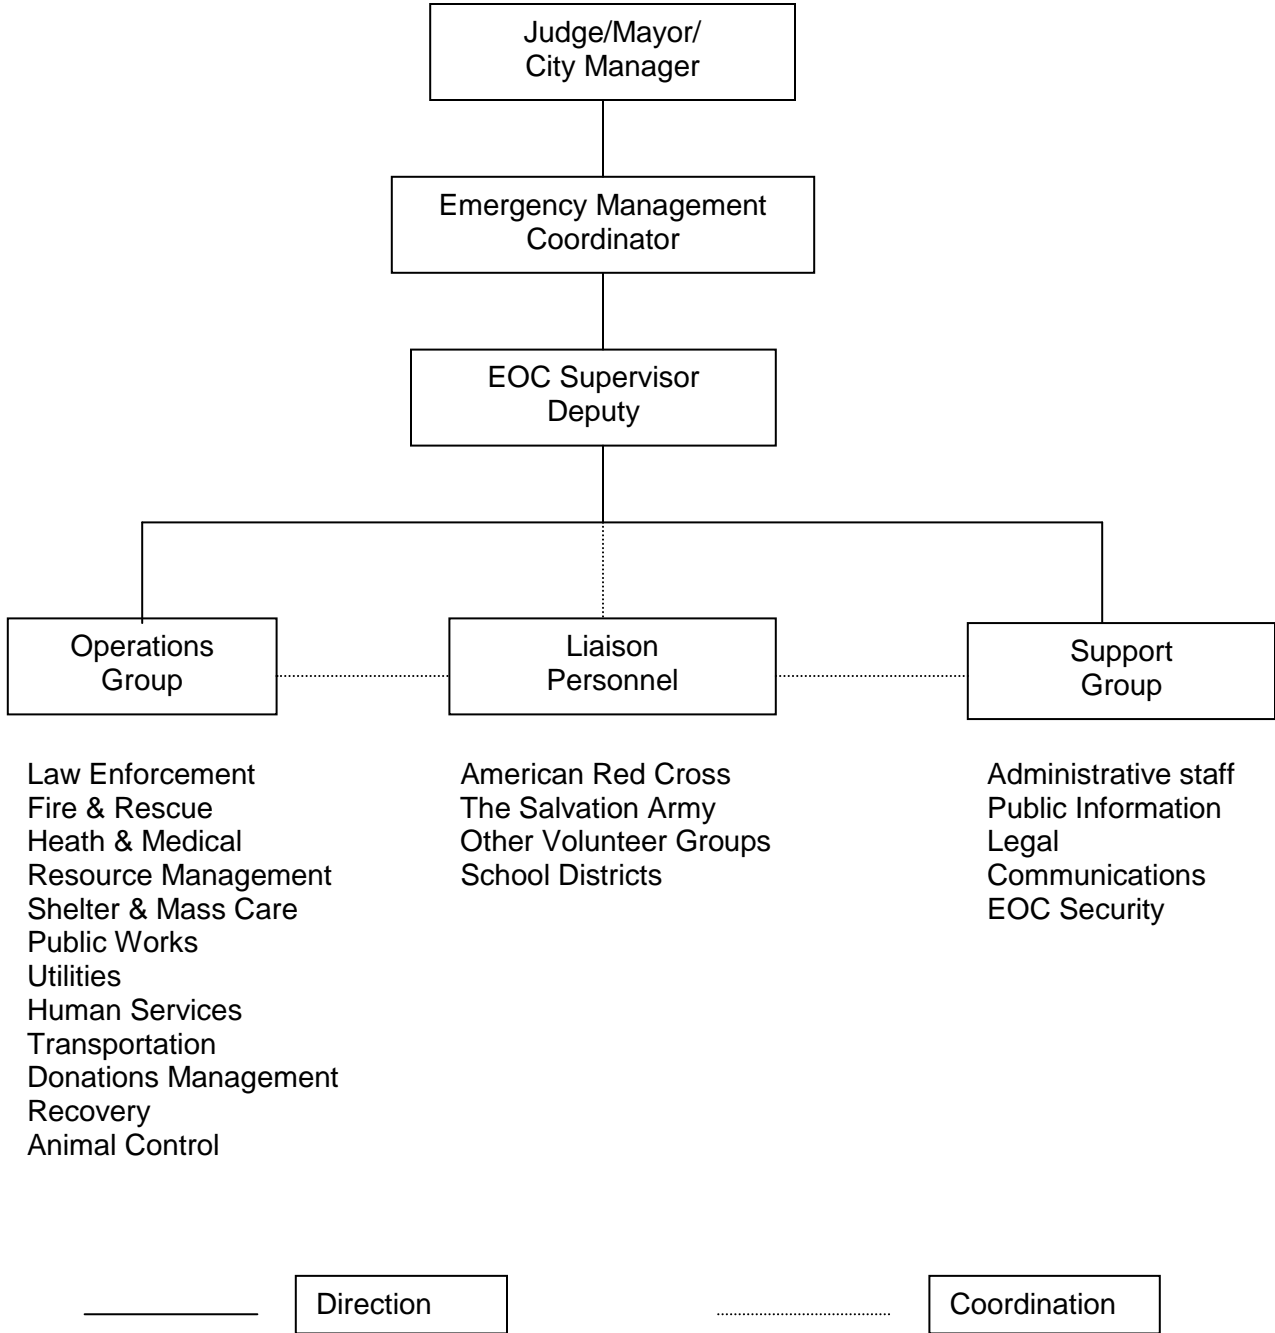 Judge/Mayor/
City Manager
Emergency Management
Coordinator
EOC Supervisor
Deputy
Operations
Group
Liaison
Personnel
Support
Group
Law Enforcement
Fire & Rescue
Heath & Medical
Resource Management
Shelter & Mass Care
Public Works
Utilities
Human Services
Transportation
Donations Management
Recovery
Animal Control
American Red Cross
The Salvation Army
Other Volunteer Groups
School Districts
Administrative staff
Public Information
Legal
Communications
EOC Security
Direction
Coordination